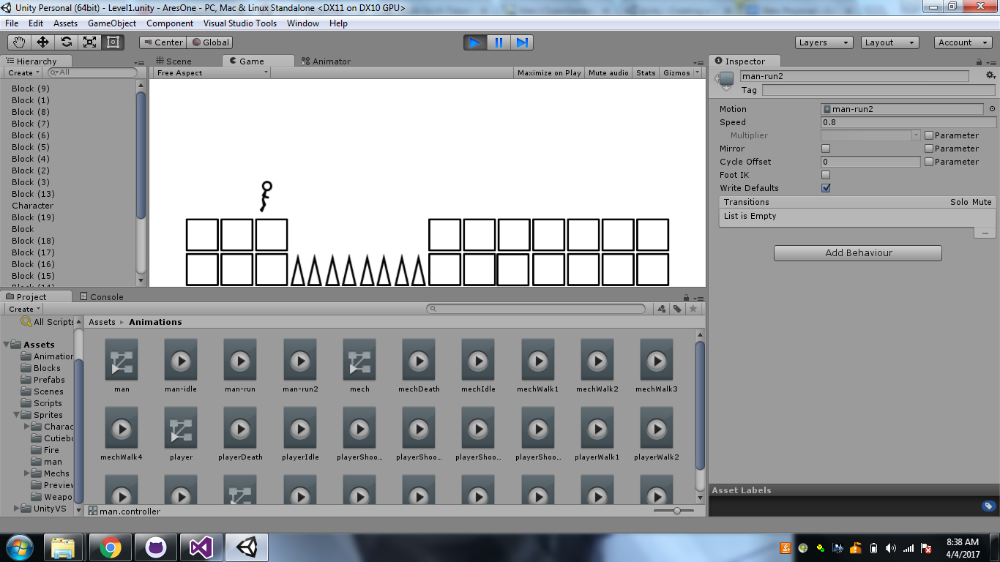 Unity Personal (64bit) - Level1.unity - AresOne - PC, Mac & Linux Standalone <DX11 on DX10 GPU>
File Edit Assets GameObject Component Visual Studio Tools Window Help
Center Global Layers Layout Account
Hierarchy
Create All
Block (9)
Block (1)
Block (8)
Block (7)
Block (6)
Block (5)
Block (4)
Block (2)
Block (3)
Block (13)
Character
Block (19)
Block
Block (18)
Block (17)
Block (16)
Block (15)
Scene Game Animator
Free Aspect Maximize on Play Mute audio Stats Gizmos
Inspector
man-run2
Tag
Motion man-run2
Speed 0.8
Multiplier Parameter
Mirror Parameter
Cycle Offset 0 Parameter
Foot IK
Write Defaults
Transitions Solo Mute
List is Empty
Add Behaviour
Asset Labels
Project Console
Create
All Scripts
Assets
Animation
Blocks
Prefabs
Scenes
Scripts
Sprites
Charac
Cutiebo
Fire
man
Mechs
Preview
Weapo
UnityVS
Assets Animations
man man-idle man-run man-run2 mech mechDeath mechIdle mechWalk1 mechWalk2 mechWalk3
mechWalk4 player playerDeath playerIdle playerShoo... playerShoo... playerShoo... playerShoo... playerWalk1 playerWalk2
man.controller
8:38 AM
4/4/2017